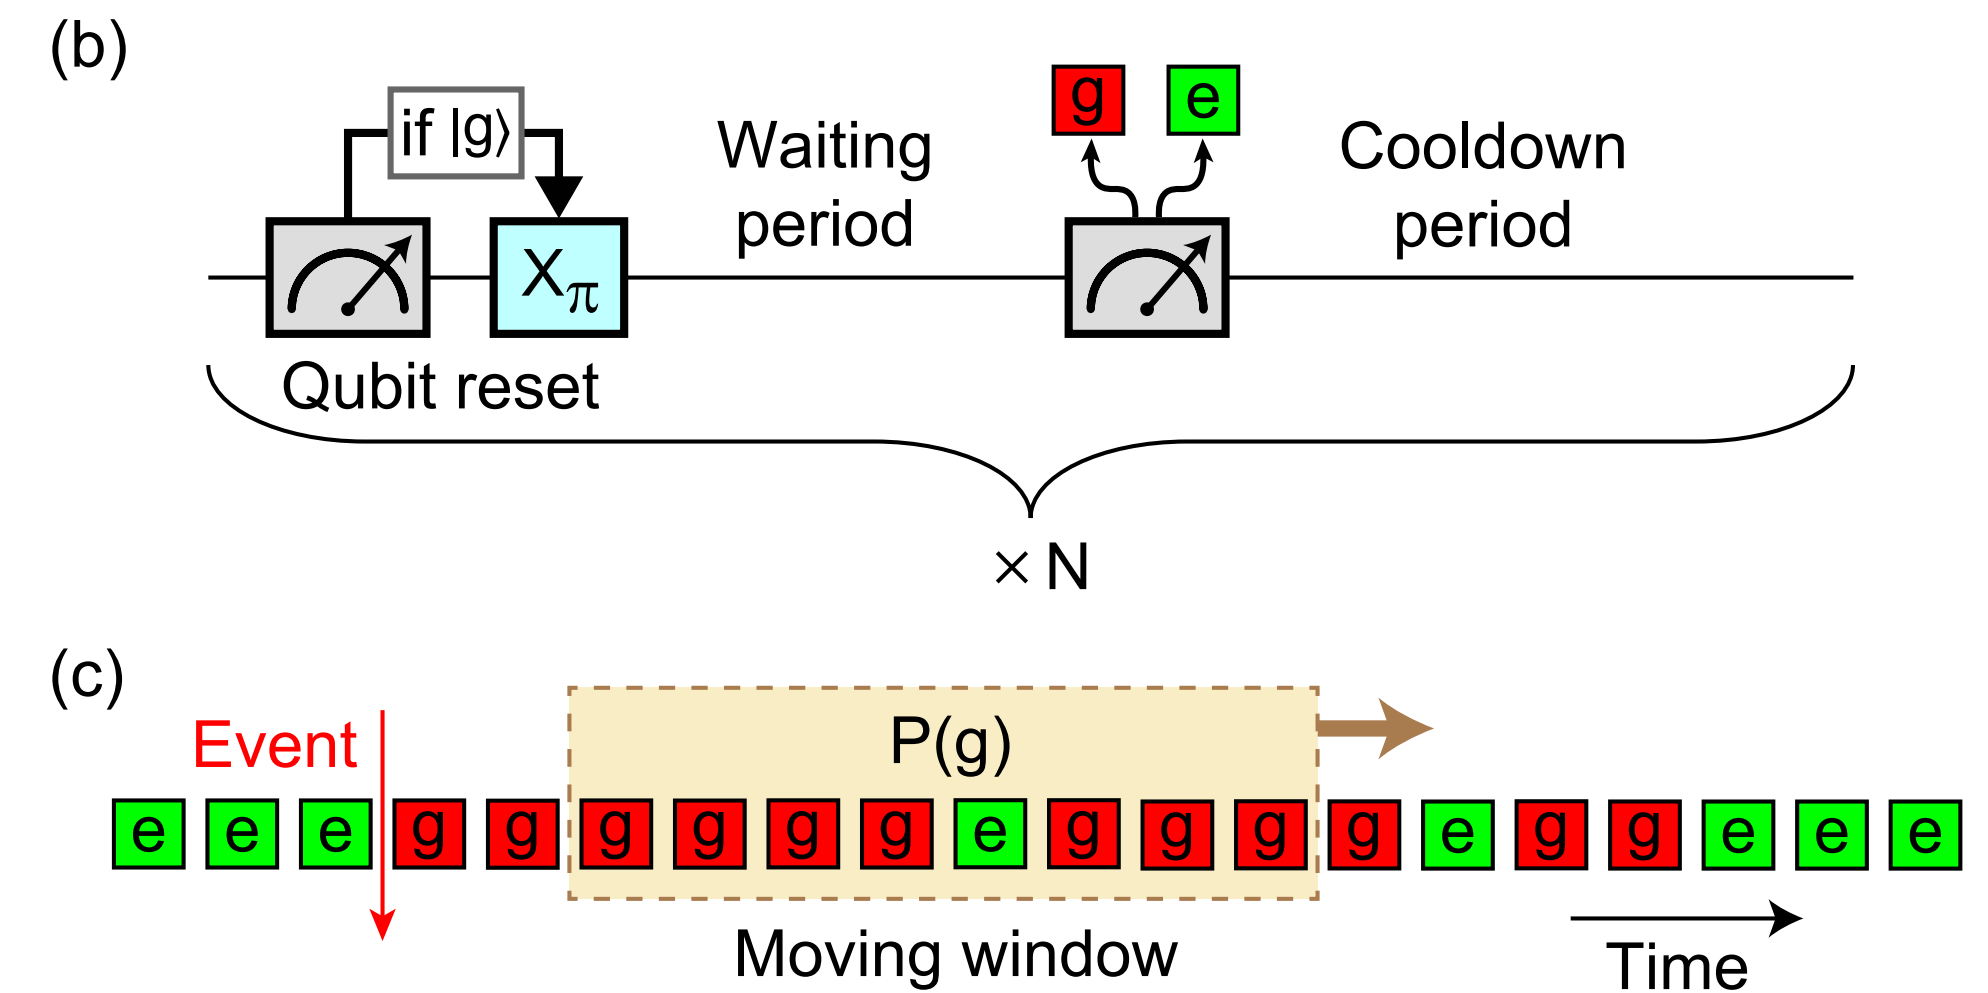 (b)
if |g⟩
g e
Waiting
period
Cooldown
period
Xπ
Qubit reset
× N
(c)
Event
P(g)
e e e g g g g g g e g g g g e g g e e e
Moving window
Time